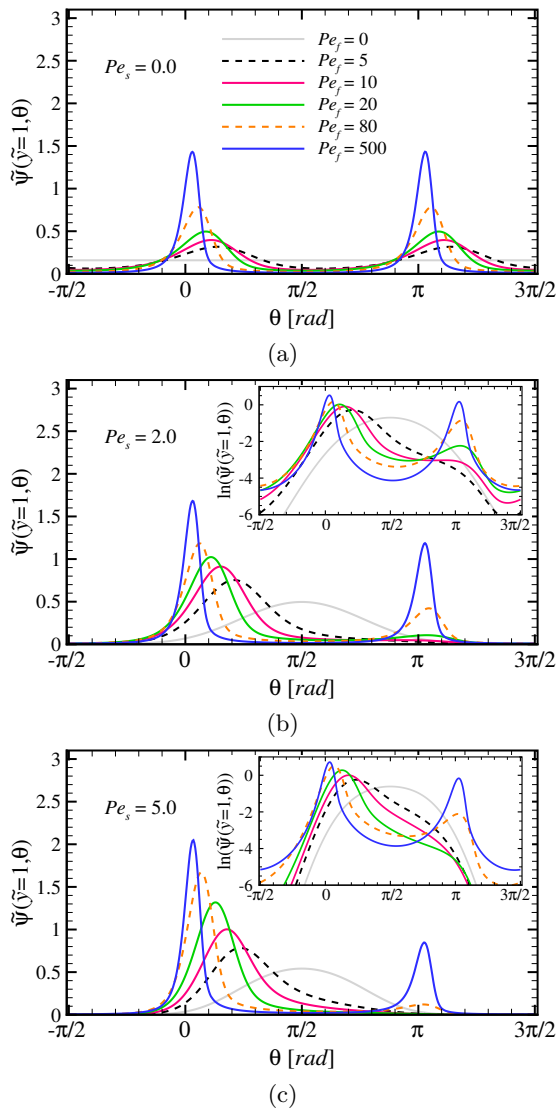 3
2.5
2
1.5
1
0.5
0
ψ̃(ỹ=1,θ)
Pe_s = 0.0
Pe_f = 0
Pe_f = 5
Pe_f = 10
Pe_f = 20
Pe_f = 80
Pe_f = 500
-π/2 0 π/2 π 3π/2
θ [rad]
(a)
3
2.5
2
1.5
1
0.5
0
ψ̃(ỹ=1,θ)
Pe_s = 2.0
ln(ψ̃(ỹ=1,θ))
0
-2
-4
-6
-π/2 0 π/2 π 3π/2
-π/2 0 π/2 π 3π/2
θ [rad]
(b)
3
2.5
2
1.5
1
0.5
0
ψ̃(ỹ=1,θ)
Pe_s = 5.0
ln(ψ̃(ỹ=1,θ))
0
-2
-4
-6
-π/2 0 π/2 π 3π/2
-π/2 0 π/2 π 3π/2
θ [rad]
(c)